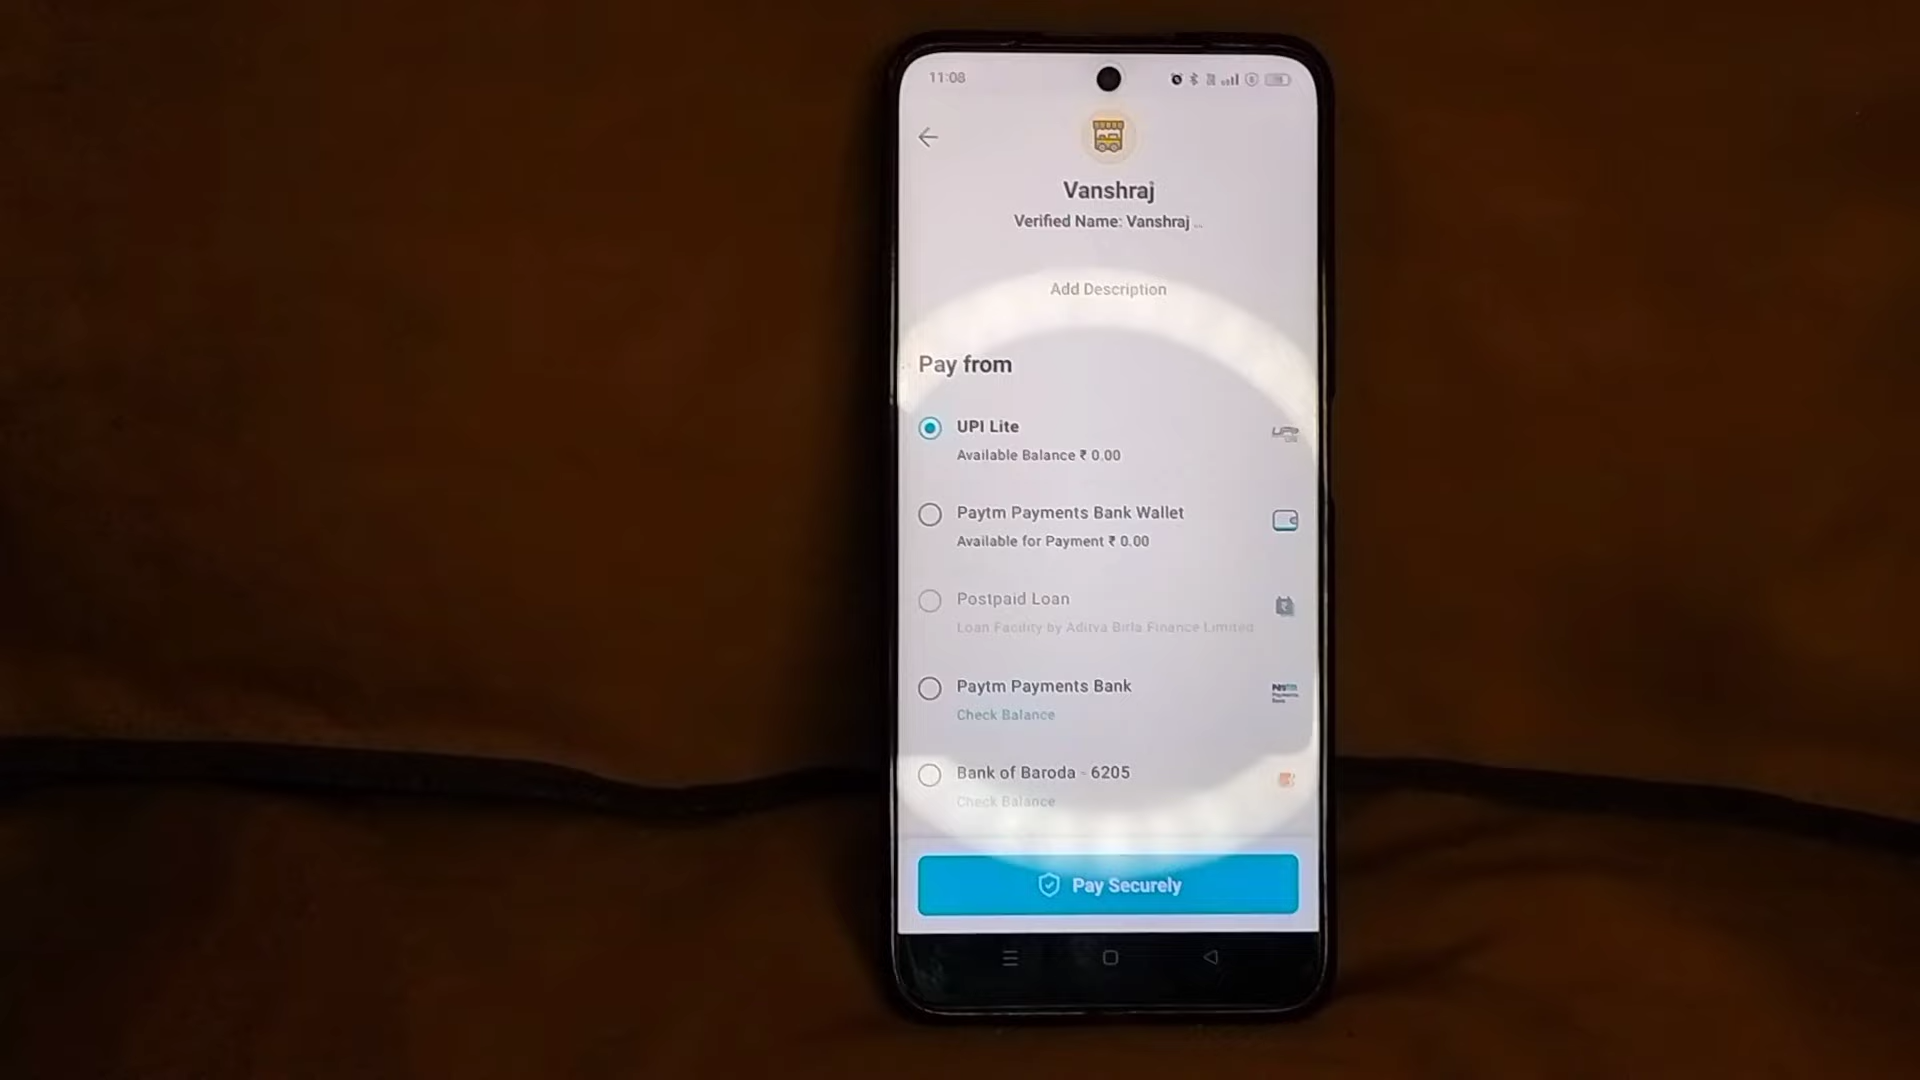 11:08
Vanshraj
Verified Name: Vanshraj ...
Add Description
Pay from
UPI Lite
Available Balance ₹ 0.00
Paytm Payments Bank Wallet
Available for Payment ₹ 0.00
Postpaid Loan
Loan Facility by Aditya Birla Finance Limited
Paytm Payments Bank
Check Balance
Bank of Baroda - 6205
Check Balance
Pay Securely